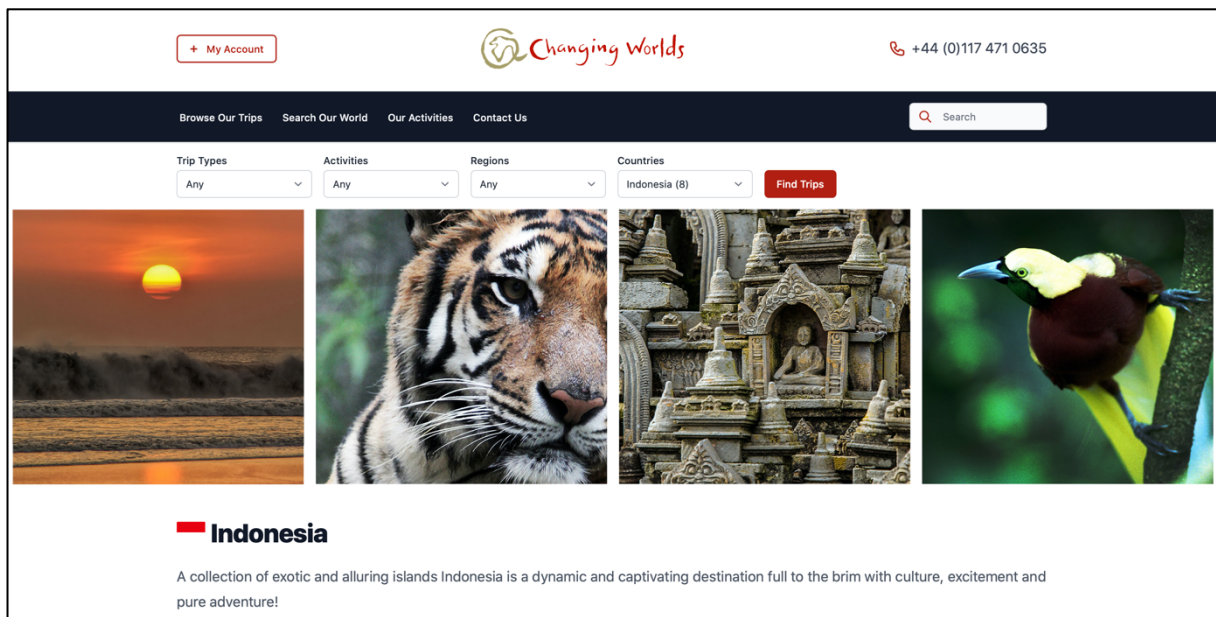 + My Account
Changing Worlds
+44 (0)117 471 0635
Browse Our Trips
Search Our World
Our Activities
Contact Us
Search
Trip Types
Activities
Regions
Countries
Any
Any
Any
Indonesia (8)
Find Trips
Indonesia
A collection of exotic and alluring islands Indonesia is a dynamic and captivating destination full to the brim with culture, excitement and
pure adventure!